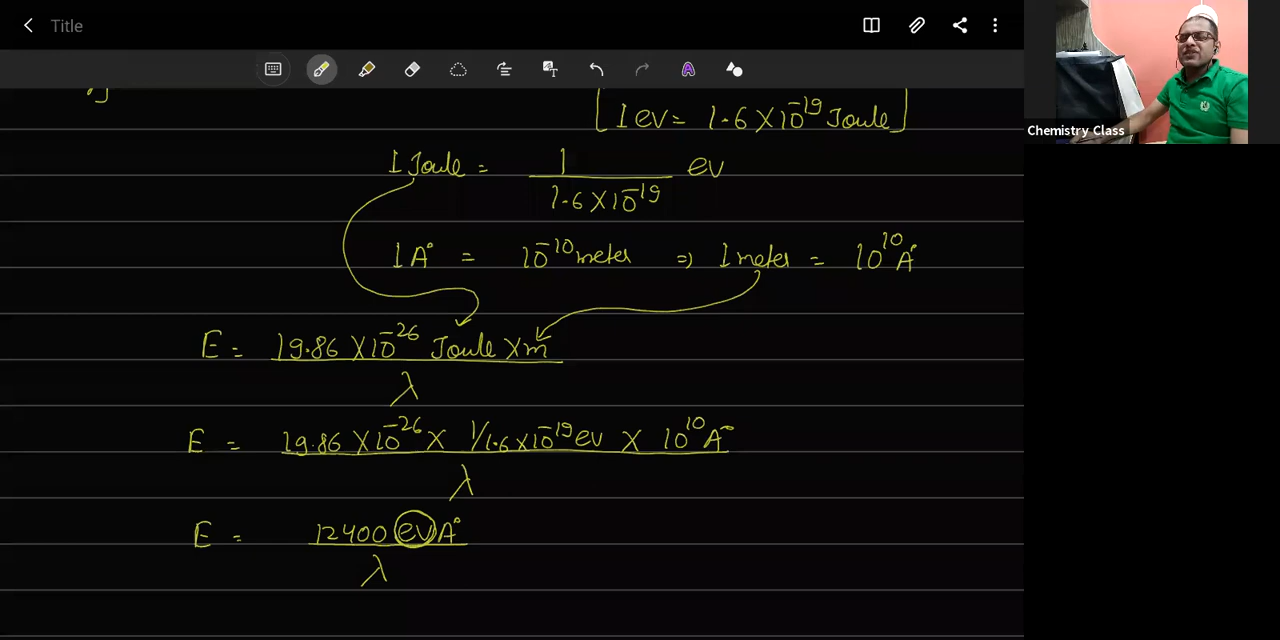 Title
[1 ev = 1.6 × 10⁻¹⁹ Joule]
Chemistry Class
1 Joule = 1 / 1.6 × 10⁻¹⁹ ev
1 A° = 10⁻¹⁰ meter ⇒ 1 meter = 10¹⁰ A°
E = 19.86 × 10⁻²⁶ Joule × m / λ
E = 19.86 × 10⁻²⁶ × 1/1.6 × 10⁻¹⁹ ev × 10¹⁰ A° / λ
E = 12400 ev A° / λ